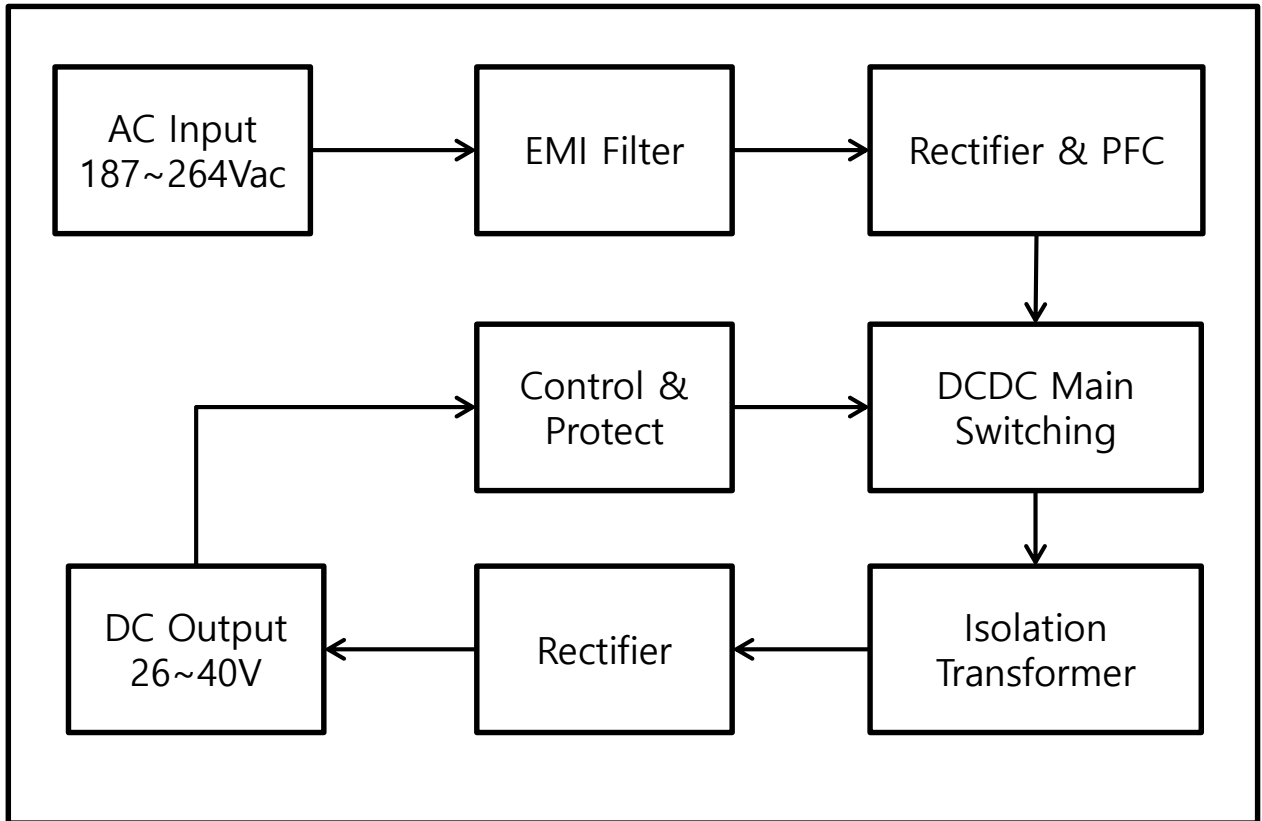 AC Input
187~264Vac
EMI Filter
Rectifier & PFC
Control &
Protect
DCDC Main
Switching
DC Output
26~40V
Rectifier
Isolation
Transformer